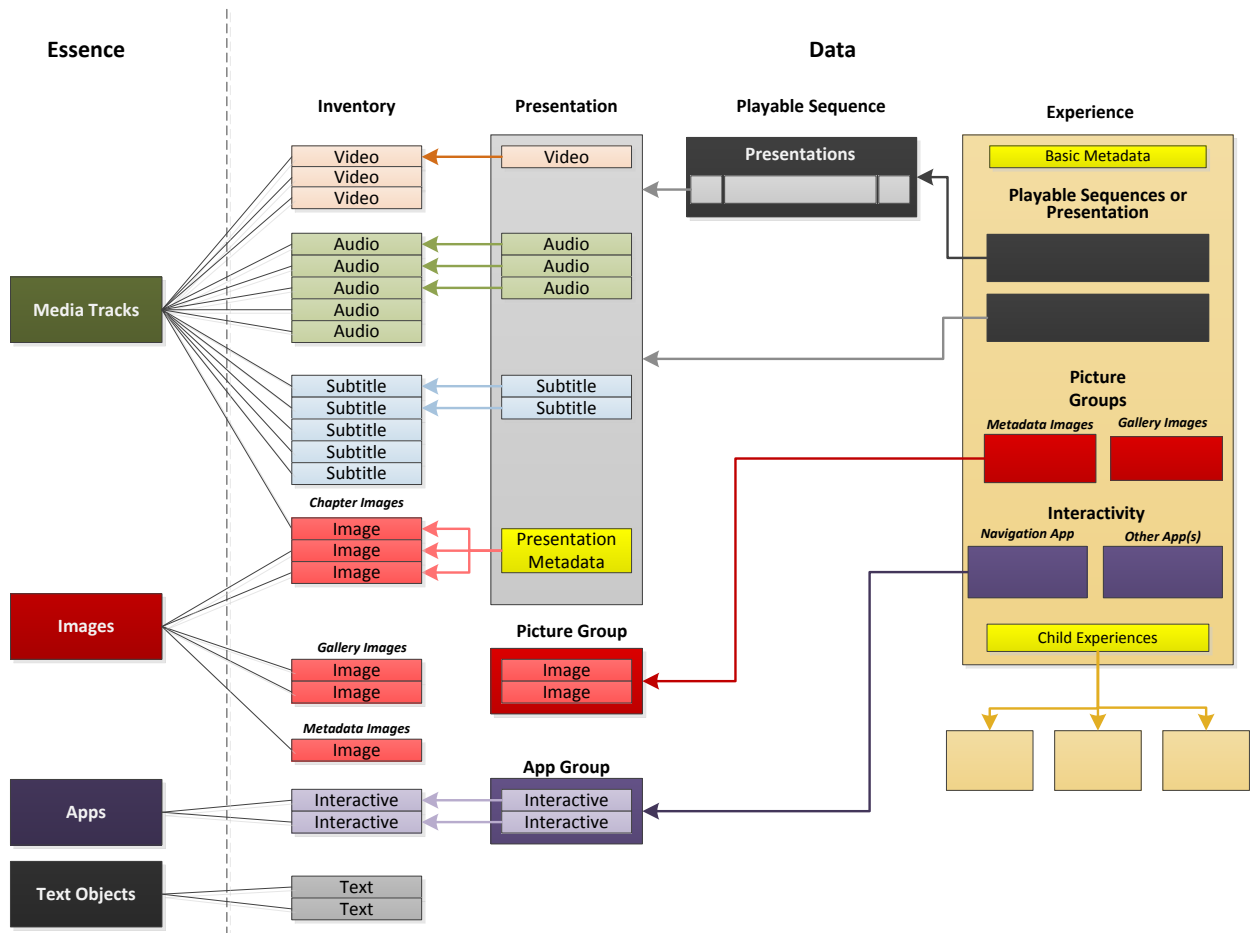 Essence
Data
Inventory
Presentation
Playable Sequence
Experience
Video
Video
Video
Video
Presentations
Basic Metadata
Playable Sequences or
Presentation
Audio
Audio
Audio
Audio
Audio
Audio
Audio
Audio
Media Tracks
Subtitle
Subtitle
Subtitle
Subtitle
Subtitle
Subtitle
Subtitle
Picture
Groups
Metadata Images
Gallery Images
Chapter Images
Image
Image
Image
Presentation
Metadata
Interactivity
Navigation App
Other App(s)
Images
Picture Group
Child Experiences
Gallery Images
Image
Image
Image
Image
Metadata Images
Image
App Group
Apps
Interactive
Interactive
Interactive
Interactive
Text Objects
Text
Text